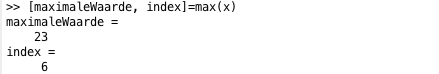 >> [maximaleWaarde, index]=max(x)
maximaleWaarde =
23
index =
6